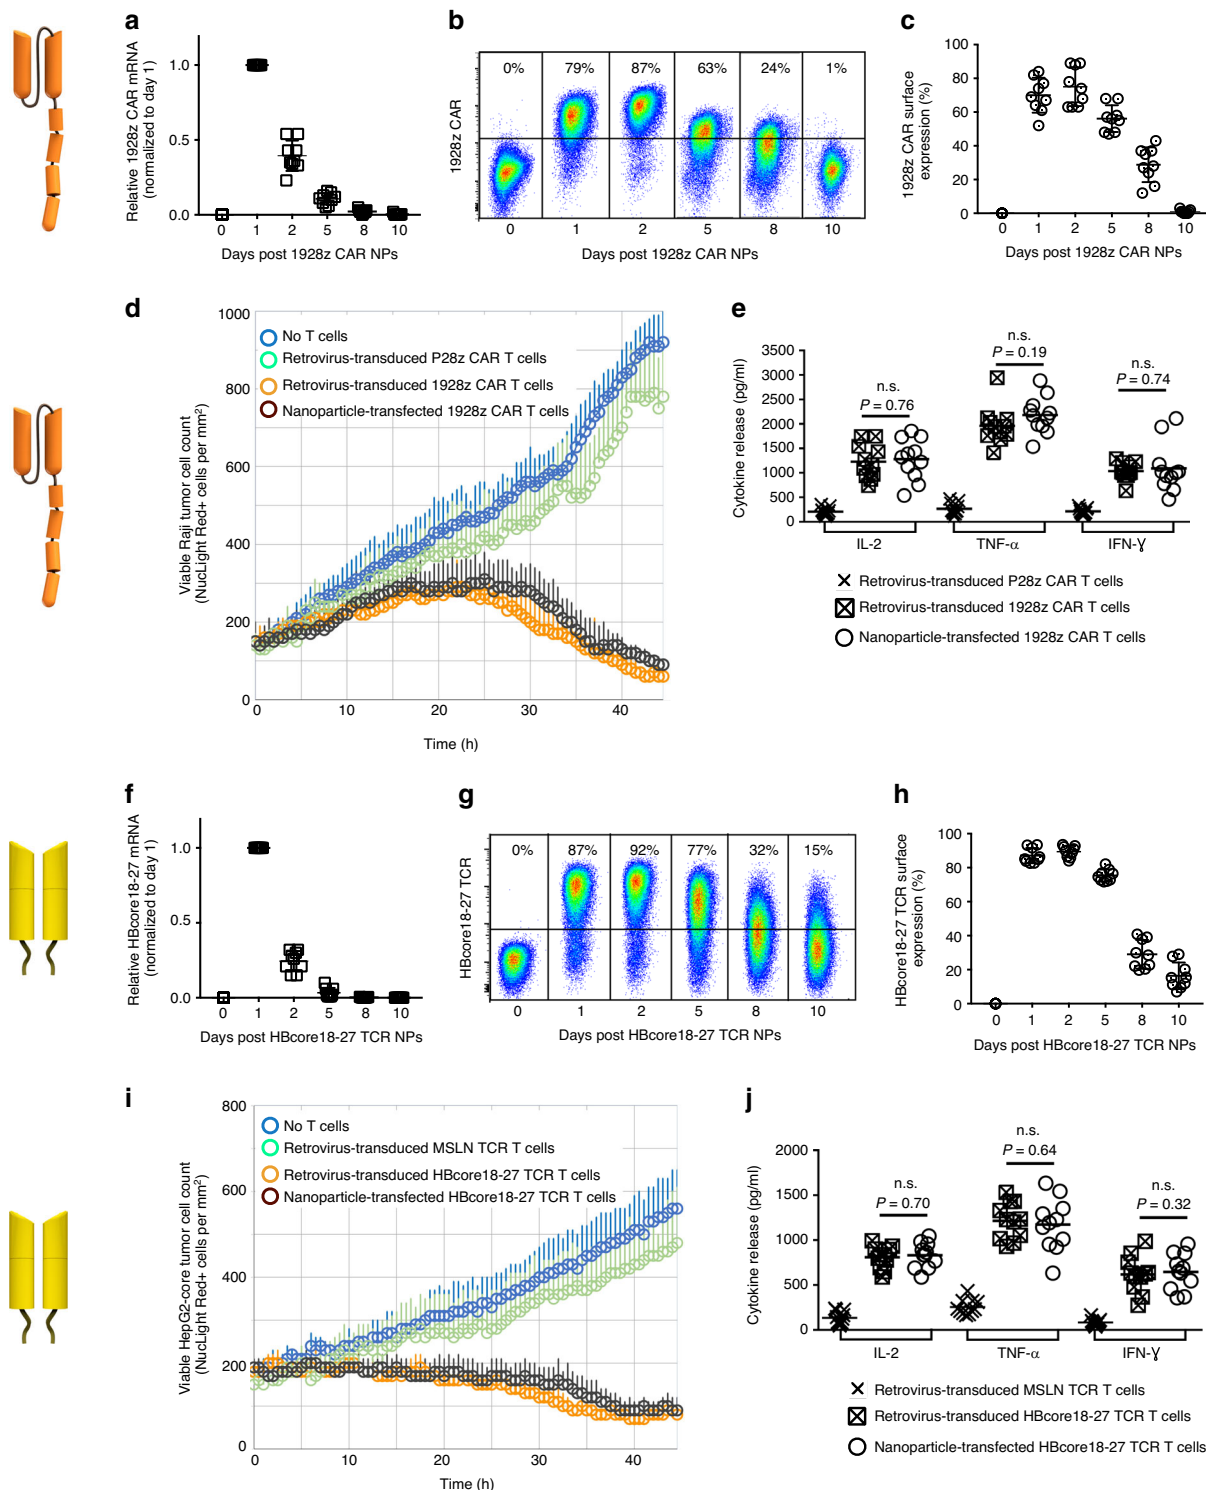 a
Relative 1928z CAR mRNA
(normalized to day 1)
1.0
0.5
0.0
0 1 2 5 8 10
Days post 1928z CAR NPs
b
1928z CAR
0% 79% 87% 63% 24% 1%
0 1 2 5 8 10
Days post 1928z CAR NPs
c
1928z CAR surface
expression (%)
100
80
60
40
20
0
0 1 2 5 8 10
Days post 1928z CAR NPs
d
Viable Raji tumor cell count
(NucLight Red+ cells per mm²)
1000
800
600
400
200
0
No T cells
Retrovirus-transduced P28z CAR T cells
Retrovirus-transduced 1928z CAR T cells
Nanoparticle-transfected 1928z CAR T cells
0 10 20 30 40
Time (h)
e
Cytokine release (pg/ml)
3500
3000
2500
2000
1500
1000
500
0
n.s.
P = 0.76
n.s.
P = 0.19
n.s.
P = 0.74
IL-2 TNF-α IFN-γ
Retrovirus-transduced P28z CAR T cells
Retrovirus-transduced 1928z CAR T cells
Nanoparticle-transfected 1928z CAR T cells
f
Relative HBcore18-27 mRNA
(normalized to day 1)
1.0
0.5
0.0
0 1 2 5 8 10
Days post HBcore18-27 TCR NPs
g
HBcore18-27 TCR
0% 87% 92% 77% 32% 15%
0 1 2 5 8 10
Days post HBcore18-27 TCR NPs
h
HBcore18-27 TCR surface
expression (%)
100
80
60
40
20
0
0 1 2 5 8 10
Days post HBcore18-27 TCR NPs
i
Viable HepG2-core tumor cell count
(NucLight Red+ cells per mm²)
800
600
400
200
0
No T cells
Retrovirus-transduced MSLN TCR T cells
Retrovirus-transduced HBcore18-27 TCR T cells
Nanoparticle-transfected HBcore18-27 TCR T cells
0 10 20 30 40
Time (h)
j
Cytokine release (pg/ml)
2000
1500
1000
500
0
n.s.
P = 0.70
n.s.
P = 0.64
n.s.
P = 0.32
IL-2 TNF-α IFN-γ
Retrovirus-transduced MSLN TCR T cells
Retrovirus-transduced HBcore18-27 TCR T cells
Nanoparticle-transfected HBcore18-27 TCR T cells